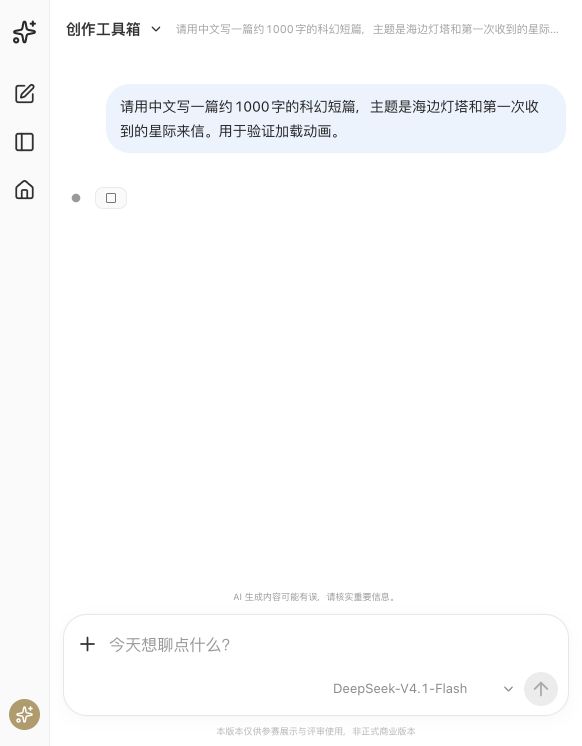 创作工具箱
请用中文写一篇约1000字的科幻短篇，主题是海边灯塔和第一次收到的星际...
请用中文写一篇约1000字的科幻短篇，主题是海边灯塔和第一次收
到的星际来信。用于验证加载动画。
AI 生成内容可能有误，请核实重要信息。
今天想聊点什么?
DeepSeek-V4.1-Flash
本版本仅供参赛展示与评审使用，非正式商业版本